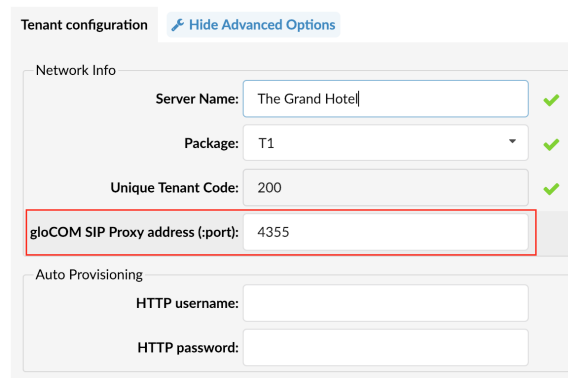 Tenant configuration Hide Advanced Options
Network Info
Server Name: The Grand Hotel
Package: T1
Unique Tenant Code: 200
gloCOM SIP Proxy address (:port): 4355
Auto Provisioning
HTTP username:
HTTP password: